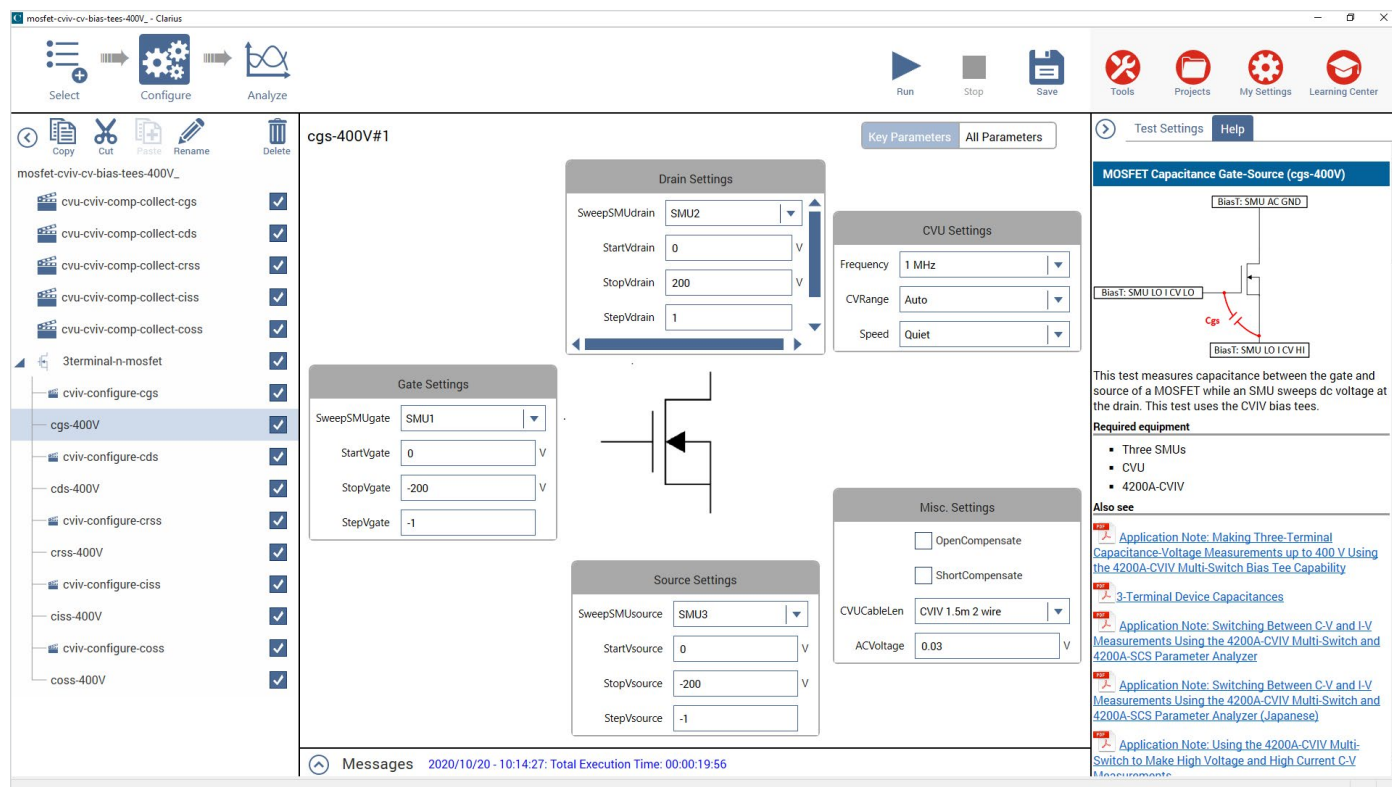 mosfet-cviv-cv-bias-tees-400V_ - Clarius
Select
Configure
Analyze
Run
Stop
Save
Tools
Projects
My Settings
Learning Center
Copy
Cut
Paste
Rename
Delete
mosfet-cviv-cv-bias-tees-400V_
cvu-cviv-comp-collect-cgs
cvu-cviv-comp-collect-cds
cvu-cviv-comp-collect-crss
cvu-cviv-comp-collect-ciss
cvu-cviv-comp-collect-coss
3terminal-n-mosfet
cviv-configure-cgs
cgs-400V
cviv-configure-cds
cds-400V
cviv-configure-crss
crss-400V
cviv-configure-ciss
ciss-400V
cviv-configure-coss
coss-400V
cgs-400V#1
Key Parameters
All Parameters
Drain Settings
SweepSMUdrain SMU2
StartVdrain 0 V
StopVdrain 200 V
StepVdrain 1
CVU Settings
Frequency 1 MHz
CVRange Auto
Speed Quiet
Gate Settings
SweepSMUgate SMU1
StartVgate 0 V
StopVgate -200 V
StepVgate -1
Source Settings
SweepSMUsource SMU3
StartVsource 0 V
StopVsource -200 V
StepVsource -1
Misc. Settings
OpenCompensate
ShortCompensate
CVUCableLen CVIV 1.5m 2 wire
ACVoltage 0.03 V
Messages 2020/10/20 - 10:14:27: Total Execution Time: 00:00:19:56
Test Settings
Help
MOSFET Capacitance Gate-Source (cgs-400V)
BiasT: SMU AC GND
BiasT: SMU LO I CV LO
Cgs
BiasT: SMU LO I CV HI
This test measures capacitance between the gate and
source of a MOSFET while an SMU sweeps dc voltage at
the drain. This test uses the CVIV bias tees.
Required equipment
Three SMUs
CVU
4200A-CVIV
Also see
PDF Application Note: Making Three-Terminal
Capacitance-Voltage Measurements up to 400 V Using
the 4200A-CVIV Multi-Switch Bias Tee Capability
PDF 3-Terminal Device Capacitances
PDF Application Note: Switching Between C-V and I-V
Measurements Using the 4200A-CVIV Multi-Switch and
4200A-SCS Parameter Analyzer
PDF Application Note: Switching Between C-V and I-V
Measurements Using the 4200A-CVIV Multi-Switch and
4200A-SCS Parameter Analyzer (Japanese)
PDF Application Note: Using the 4200A-CVIV Multi-
Switch to Make High Voltage and High Current C-V
Measurements